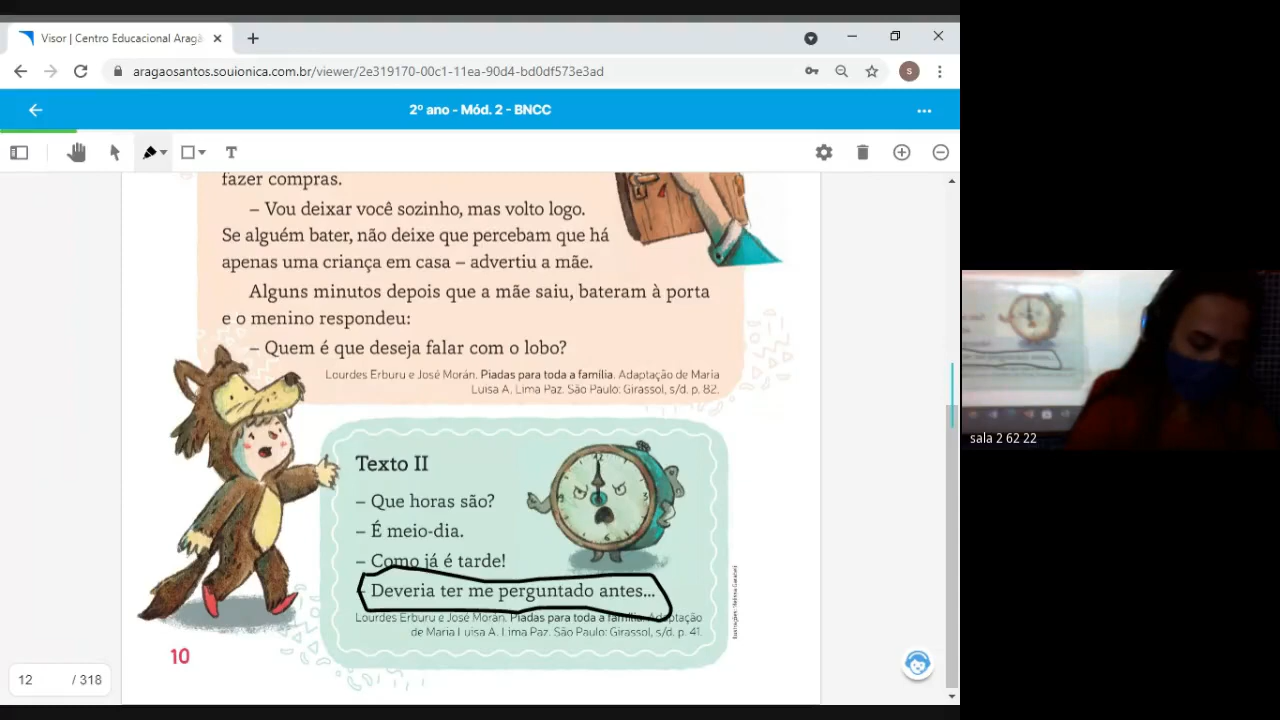 Visor | Centro Educacional Aragã
aragaosantos.souionica.com.br/viewer/2e319170-00c1-11ea-90d4-bd0df573e3ad
S
2º ano - Mód. 2 - BNCC
T
fazer compras.
– Vou deixar você sozinho, mas volto logo.
Se alguém bater, não deixe que percebam que há
apenas uma criança em casa – advertiu a mãe.
Alguns minutos depois que a mãe saiu, bateram à porta
e o menino respondeu:
– Quem é que deseja falar com o lobo?
Lourdes Erburu e José Morán. Piadas para toda a família. Adaptação de Maria
Luisa A. Lima Paz. São Paulo: Girassol, s/d. p. 82.
Texto II
– Que horas são?
– É meio-dia.
– Como já é tarde!
– Deveria ter me perguntado antes...
Lourdes Erburu e José Morán. Piadas para toda a família. Adaptação
de Maria Luisa A. Lima Paz. São Paulo: Girassol, s/d. p. 41.
10
12 / 318
sala 2 62 22